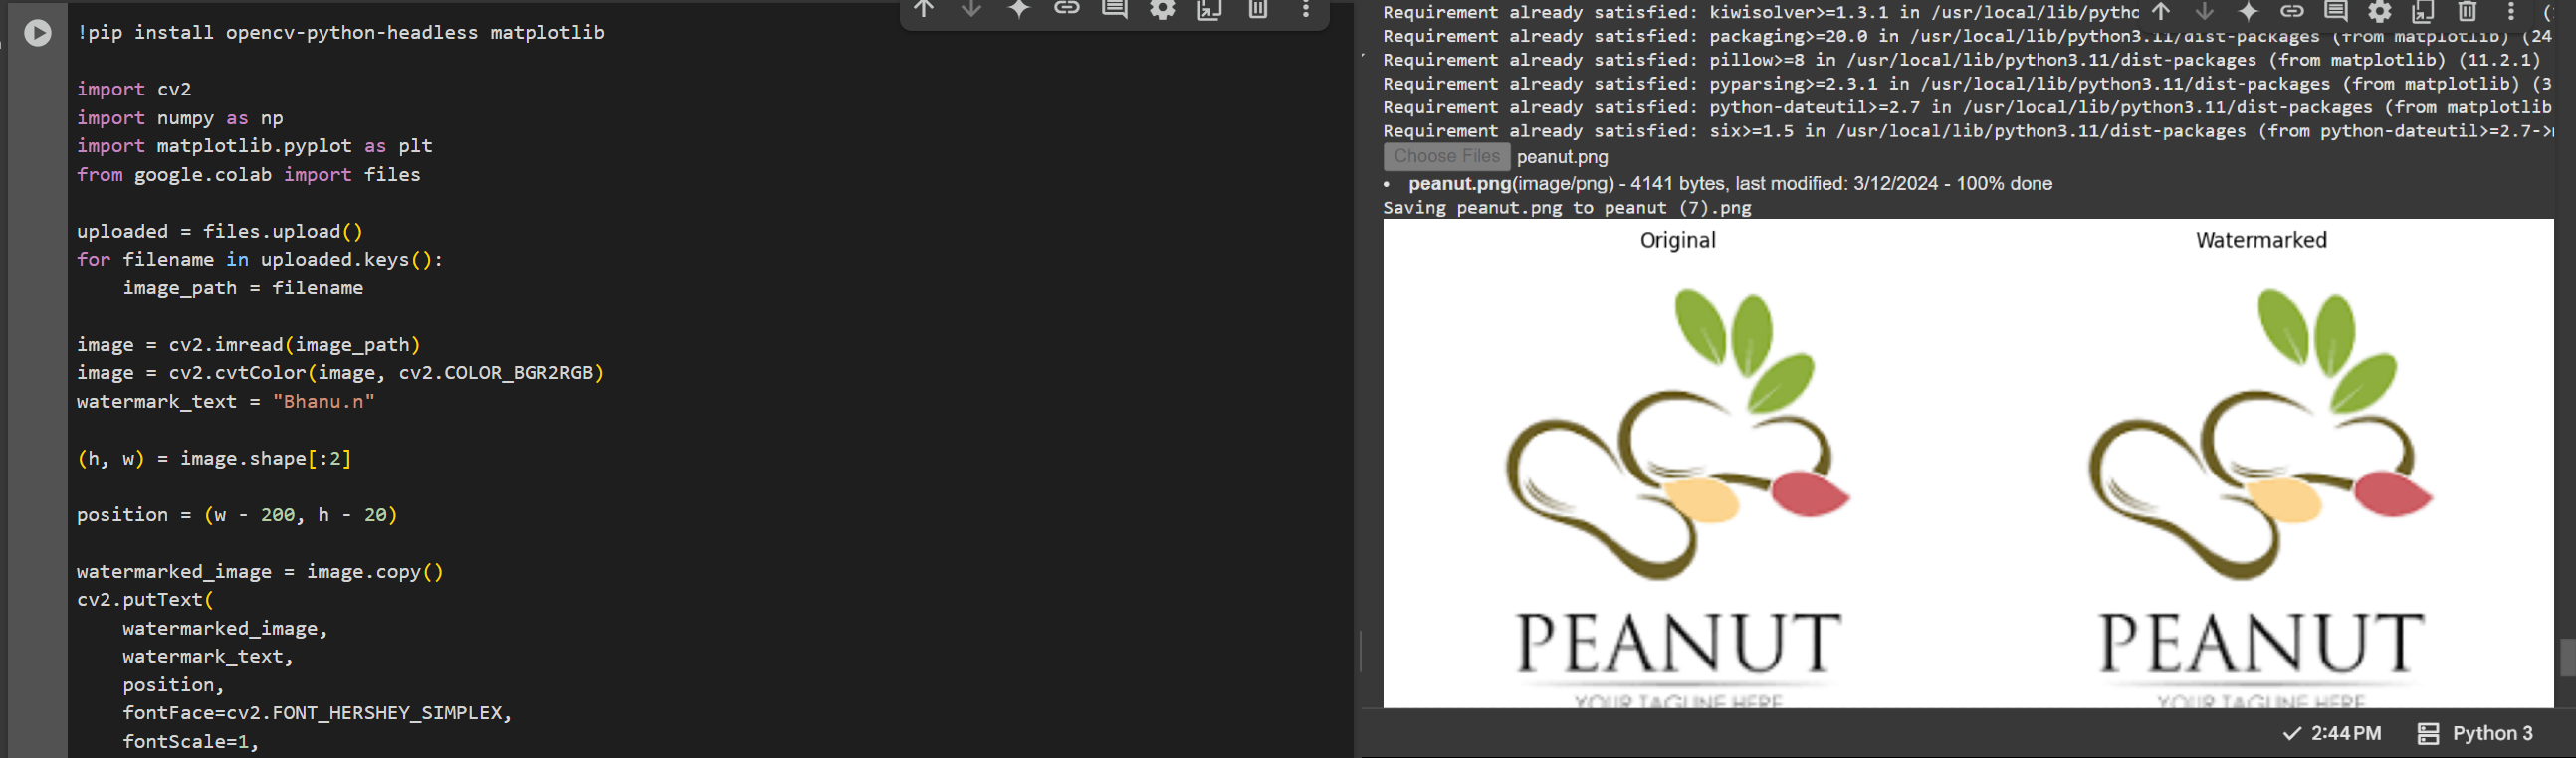 !pip install opencv-python-headless matplotlib
import cv2
import numpy as np
import matplotlib.pyplot as plt
from google.colab import files
uploaded = files.upload()
for filename in uploaded.keys():
    image_path = filename
image = cv2.imread(image_path)
image = cv2.cvtColor(image, cv2.COLOR_BGR2RGB)
watermark_text = "Bhanu.n"
(h, w) = image.shape[:2]
position = (w - 200, h - 20)
watermarked_image = image.copy()
cv2.putText(
    watermarked_image,
    watermark_text,
    position,
    fontFace=cv2.FONT_HERSHEY_SIMPLEX,
    fontScale=1,
Requirement already satisfied: kiwisolver>=1.3.1 in /usr/local/lib/pytho
Requirement already satisfied: packaging>=20.0 in /usr/local/lib/python3.11/dist-packages (from matplotlib) (24
Requirement already satisfied: pillow>=8 in /usr/local/lib/python3.11/dist-packages (from matplotlib) (11.2.1)
Requirement already satisfied: pyparsing>=2.3.1 in /usr/local/lib/python3.11/dist-packages (from matplotlib) (3
Requirement already satisfied: python-dateutil>=2.7 in /usr/local/lib/python3.11/dist-packages (from matplotlib
Requirement already satisfied: six>=1.5 in /usr/local/lib/python3.11/dist-packages (from python-dateutil>=2.7->
Choose Files peanut.png
• peanut.png(image/png) - 4141 bytes, last modified: 3/12/2024 - 100% done
Saving peanut.png to peanut (7).png
Original Watermarked
PEANUT PEANUT
YOUR TAGLINE HERE YOUR TAGLINE HERE
2:44 PM Python 3